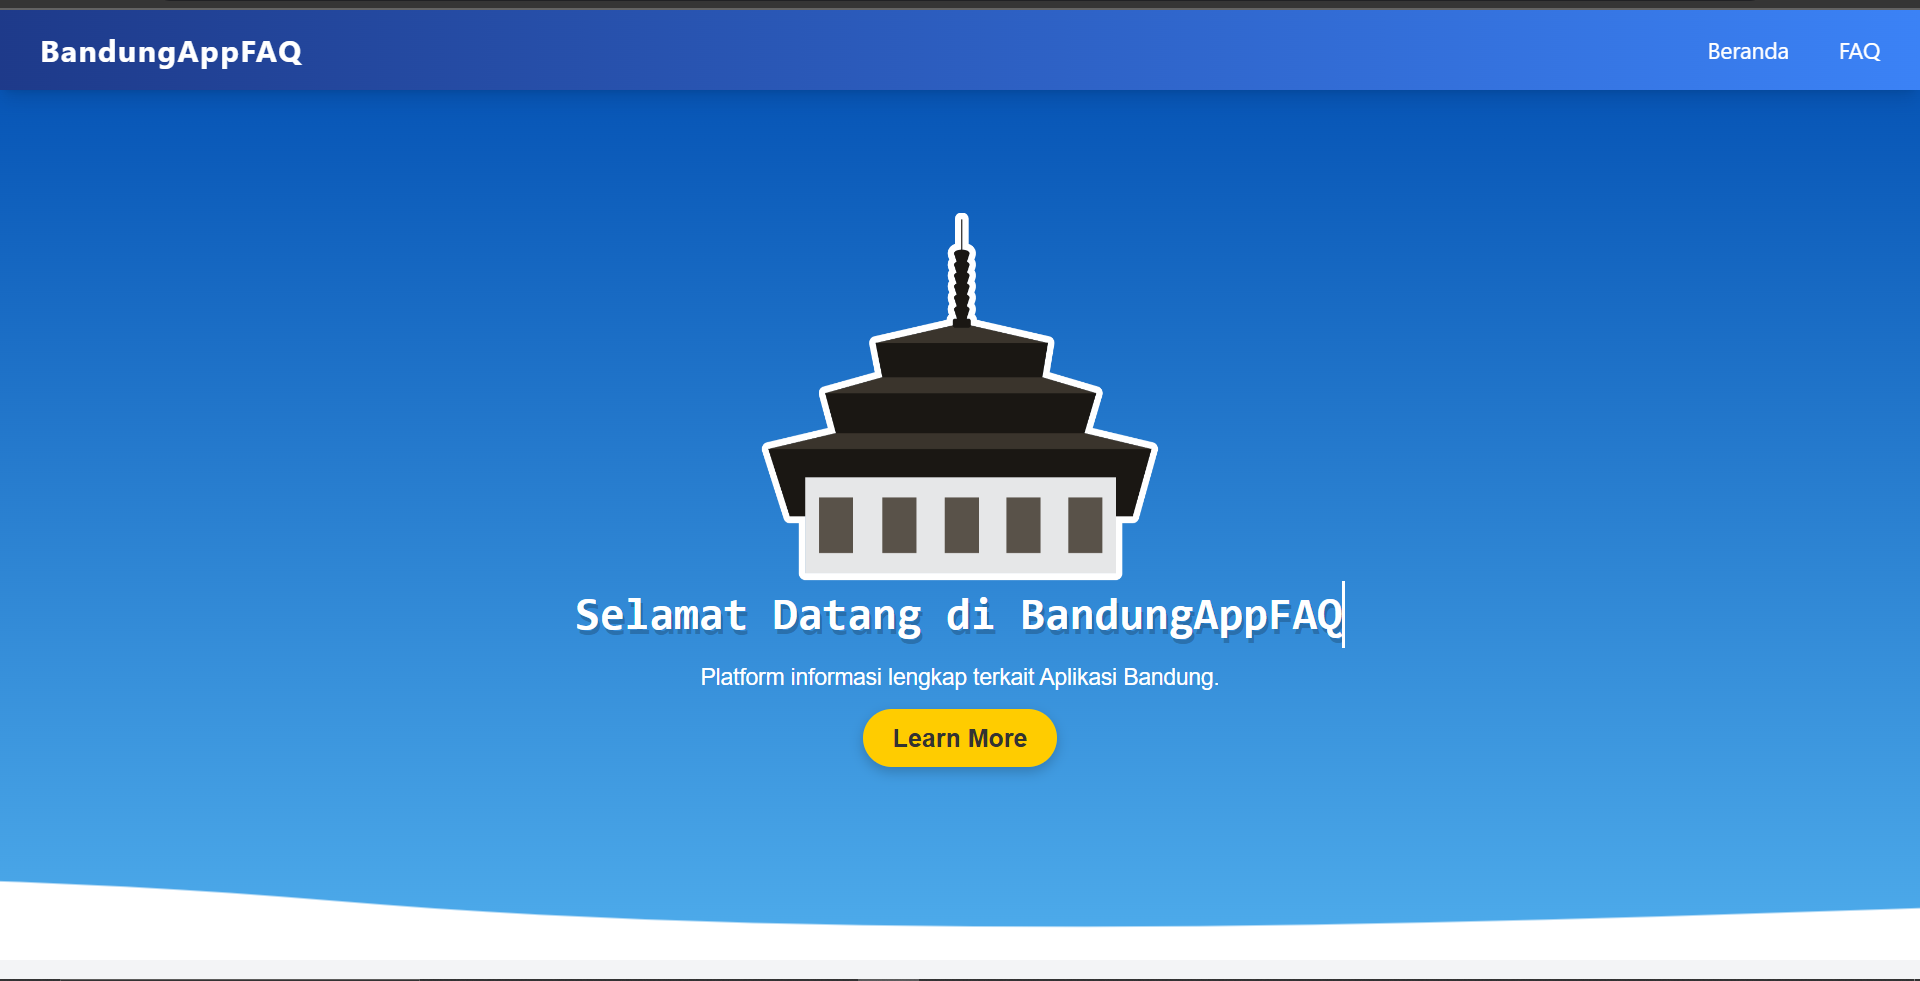 BandungAppFAQ
Beranda
FAQ
Selamat Datang di BandungAppFAQ
Platform informasi lengkap terkait Aplikasi Bandung.
Learn More